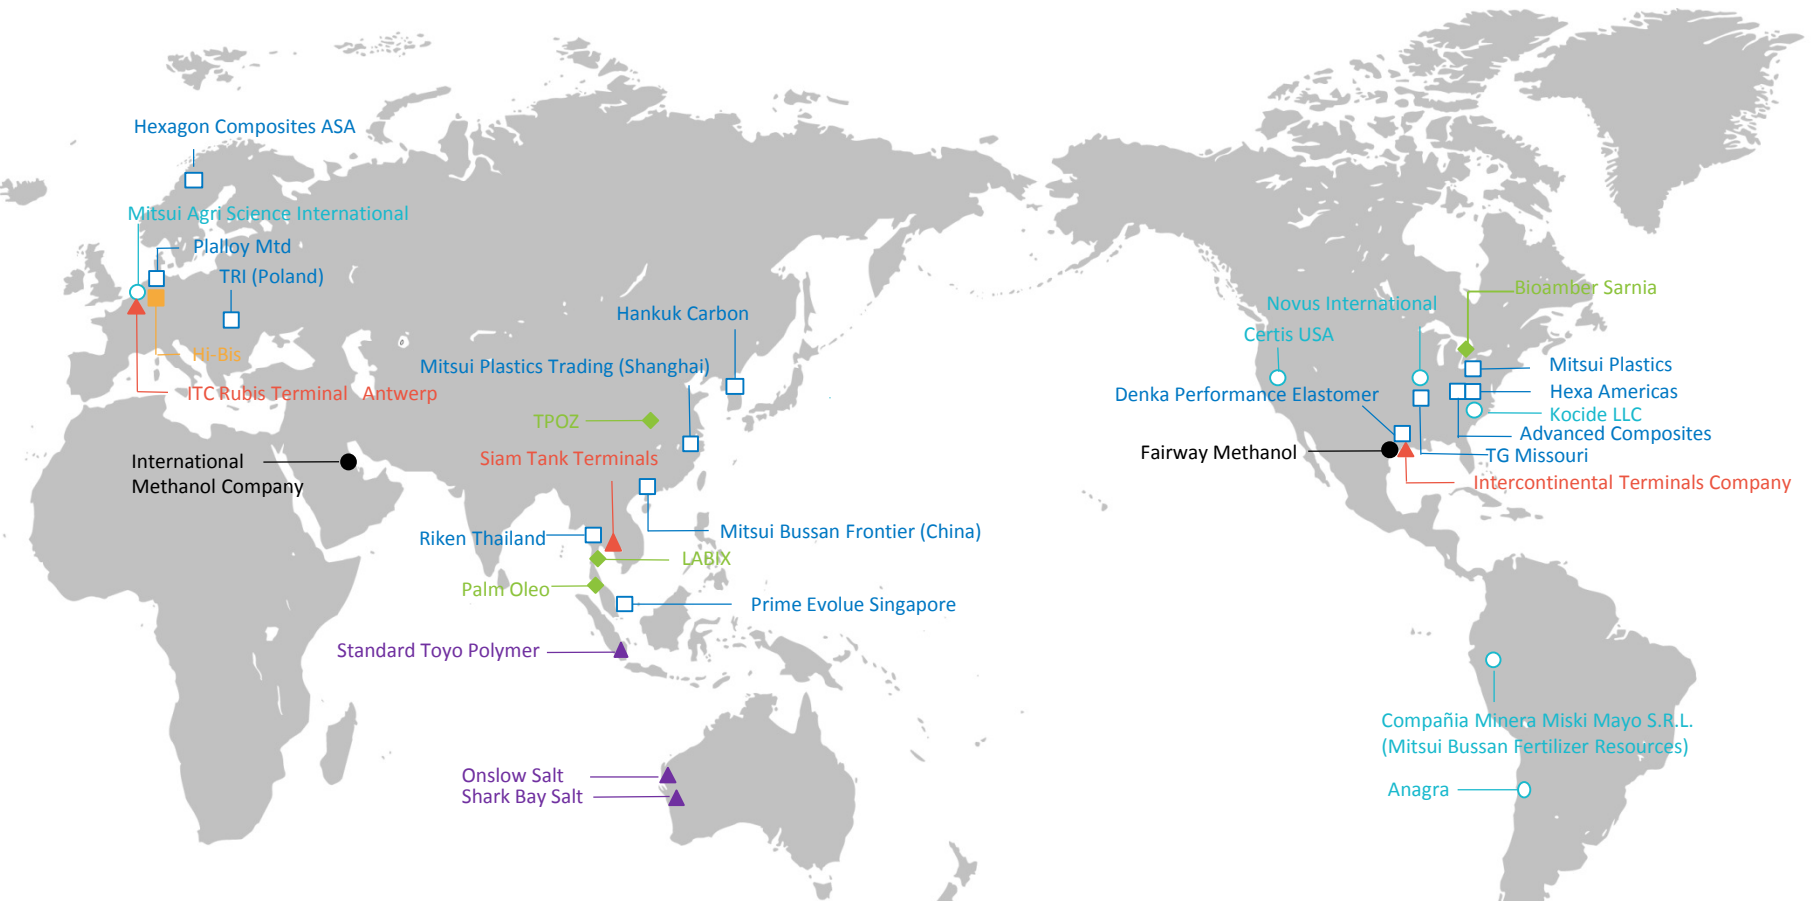 Hexagon Composites ASA
Mitsui Agri Science International
Plalloy Mtd
TRI (Poland)
Hankuk Carbon
Hi-Bis
Mitsui Plastics Trading (Shanghai)
ITC Rubis Terminal Antwerp
TPOZ
International
Methanol Company
Siam Tank Terminals
Riken Thailand
Mitsui Bussan Frontier (China)
LABIX
Palm Oleo
Prime Evolue Singapore
Standard Toyo Polymer
Onslow Salt
Shark Bay Salt
Bioamber Sarnia
Novus International
Certis USA
Mitsui Plastics
Denka Performance Elastomer
Hexa Americas
Kocide LLC
Advanced Composites
Fairway Methanol
TG Missouri
Intercontinental Terminals Company
Compañia Minera Miski Mayo S.R.L.
(Mitsui Bussan Fertilizer Resources)
Anagra